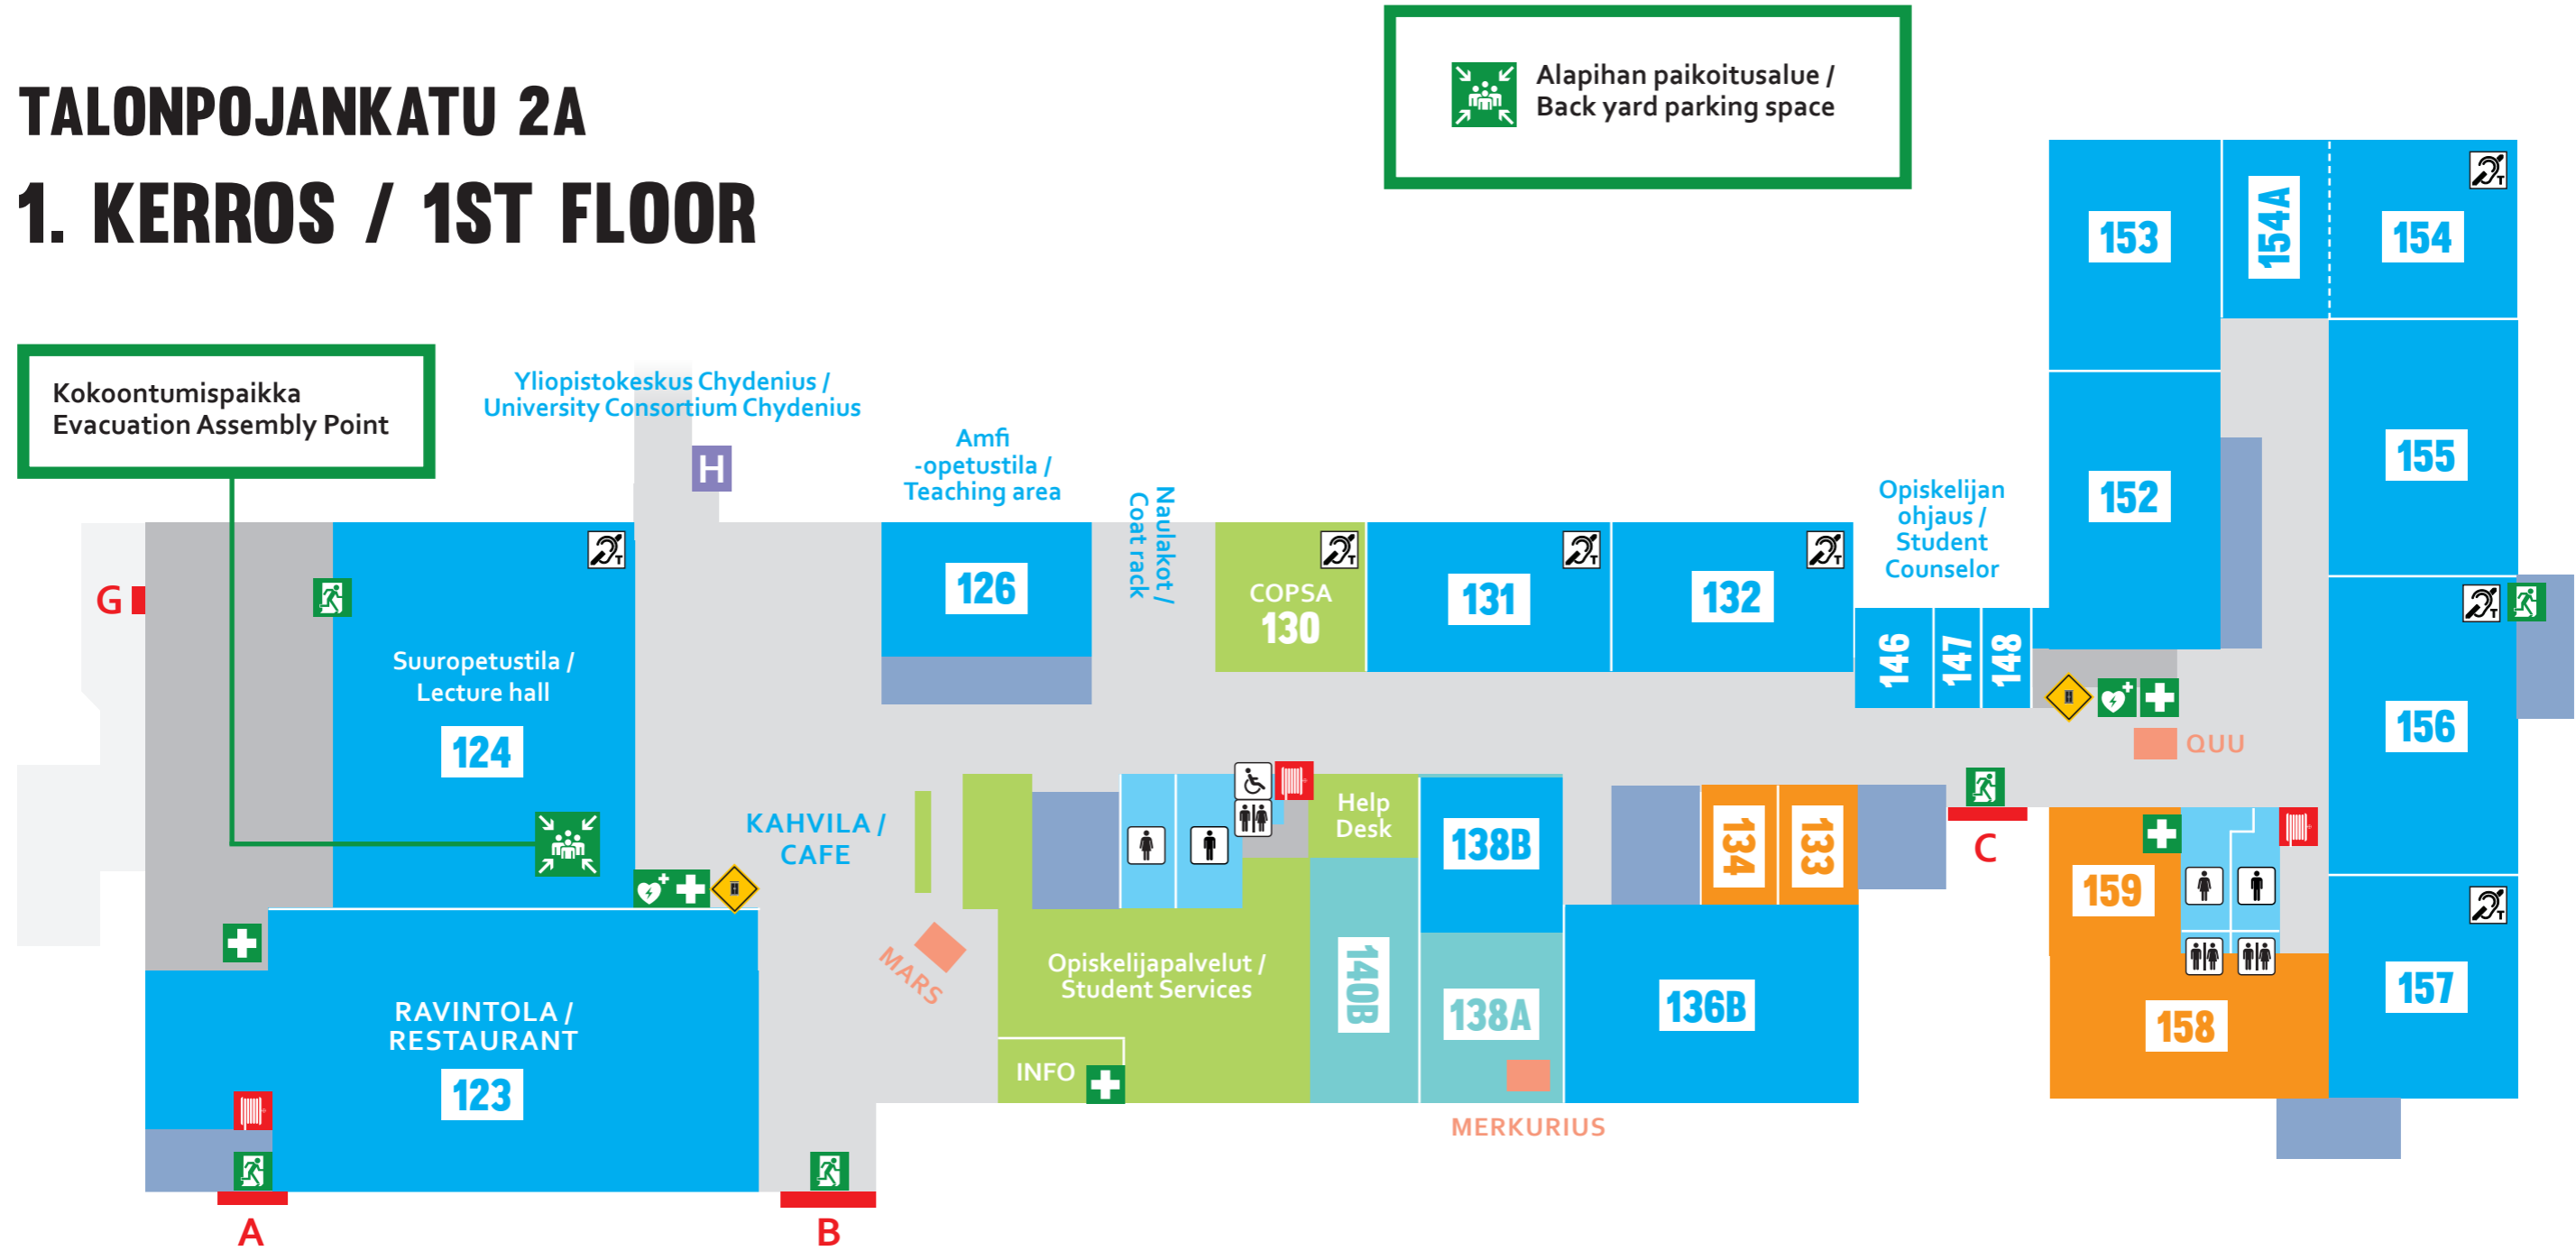 TALONPOJANKATU 2A
1. KERROS / 1ST FLOOR
Alapihan paikoitusalue /
Back yard parking space
Kokoontumispaikka
Evacuation Assembly Point
Yliopistokeskus Chydenius /
University Consortium Chydenius
H
Amfi
-opetustila /
Teaching area
126
Naulakot /
Coat rack
COPSA
130
T
131
T
132
T
Opiskelijan
ohjaus /
Student
Counselor
146
147
148
153
154A
154
T
152
155
156
T
157
T
QUU
C
159
158
G
Suuropetustila /
Lecture hall
124
T
KAHVILA /
CAFE
MARS
RAVINTOLA /
RESTAURANT
123
A
B
Help
Desk
Opiskelijapalvelut /
Student Services
INFO
140B
138B
138A
MERKURIUS
134
133
136B